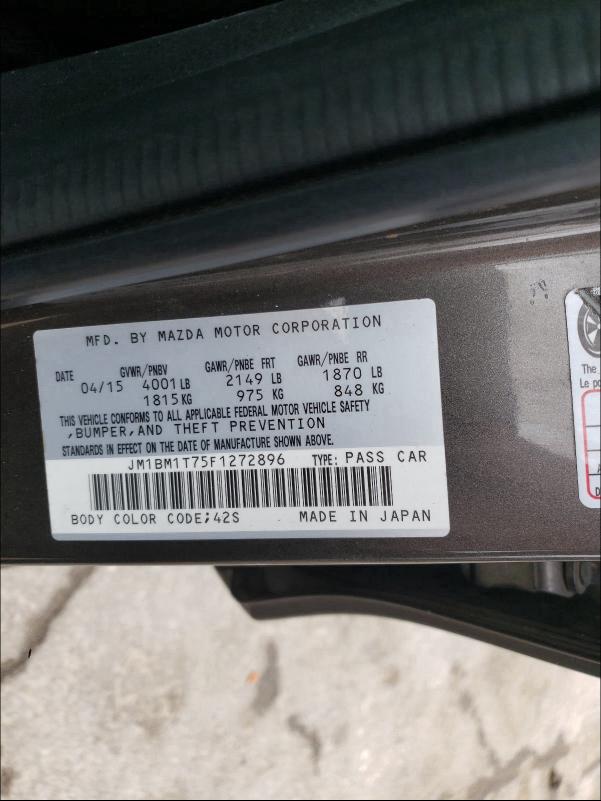 MFD. BY MAZDA MOTOR CORPORATION
DATE GVWR/PNBV GAWR/PNBE FRT GAWR/PNBE RR
04/15 4001 LB 2149 LB 1870 LB
1815 KG 975 KG 848 KG
THIS VEHICLE CONFORMS TO ALL APPLICABLE FEDERAL MOTOR VEHICLE SAFETY
,BUMPER,AND THEFT PREVENTION
STANDARDS IN EFFECT ON THE DATE OF MANUFACTURE SHOWN ABOVE.
JM1BM1T75F1272896 TYPE: PASS CAR
BODY COLOR CODE;42S MADE IN JAPAN
The
Le po
A
D